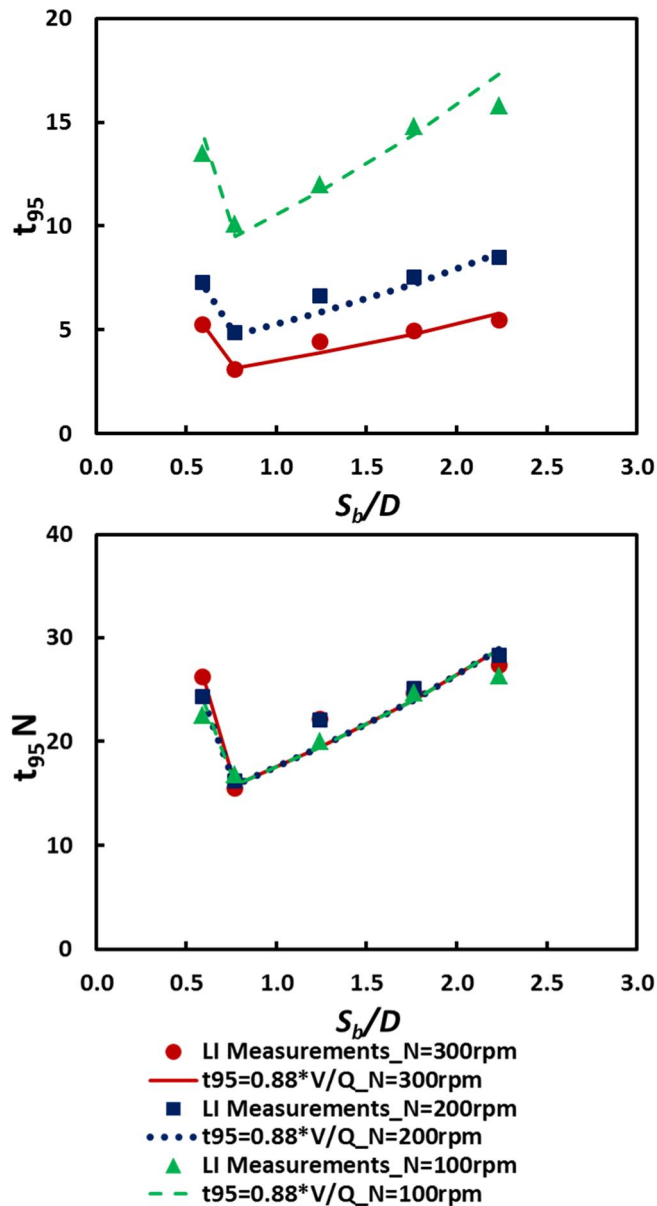 20
15
10
5
0
t95
0.0 0.5 1.0 1.5 2.0 2.5 3.0
Sb/D
40
30
20
10
0
t95 N
0.0 0.5 1.0 1.5 2.0 2.5 3.0
Sb/D
LI Measurements_N=300rpm
t95=0.88*V/Q_N=300rpm
LI Measurements_N=200rpm
t95=0.88*V/Q_N=200rpm
LI Measurements_N=100rpm
t95=0.88*V/Q_N=100rpm